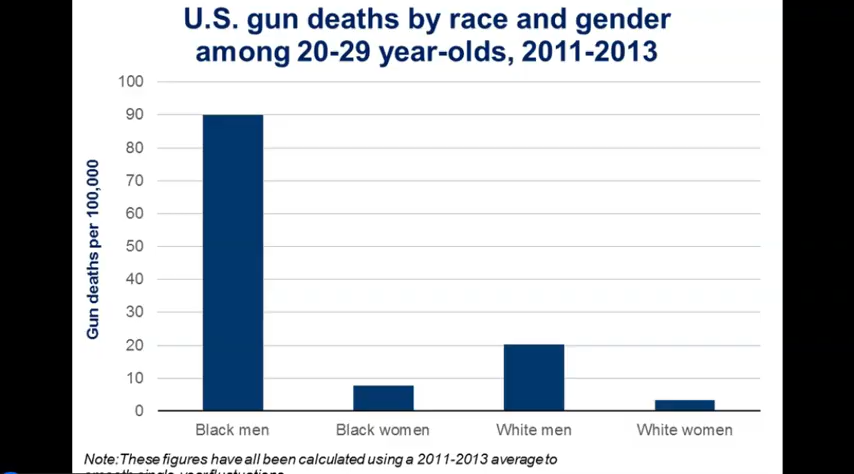 U.S. gun deaths by race and gender
among 20-29 year-olds, 2011-2013
Gun deaths per 100,000
100
90
80
70
60
50
40
30
20
10
0
Black men
Black women
White men
White women
Note:These figures have all been calculated using a 2011-2013 average to